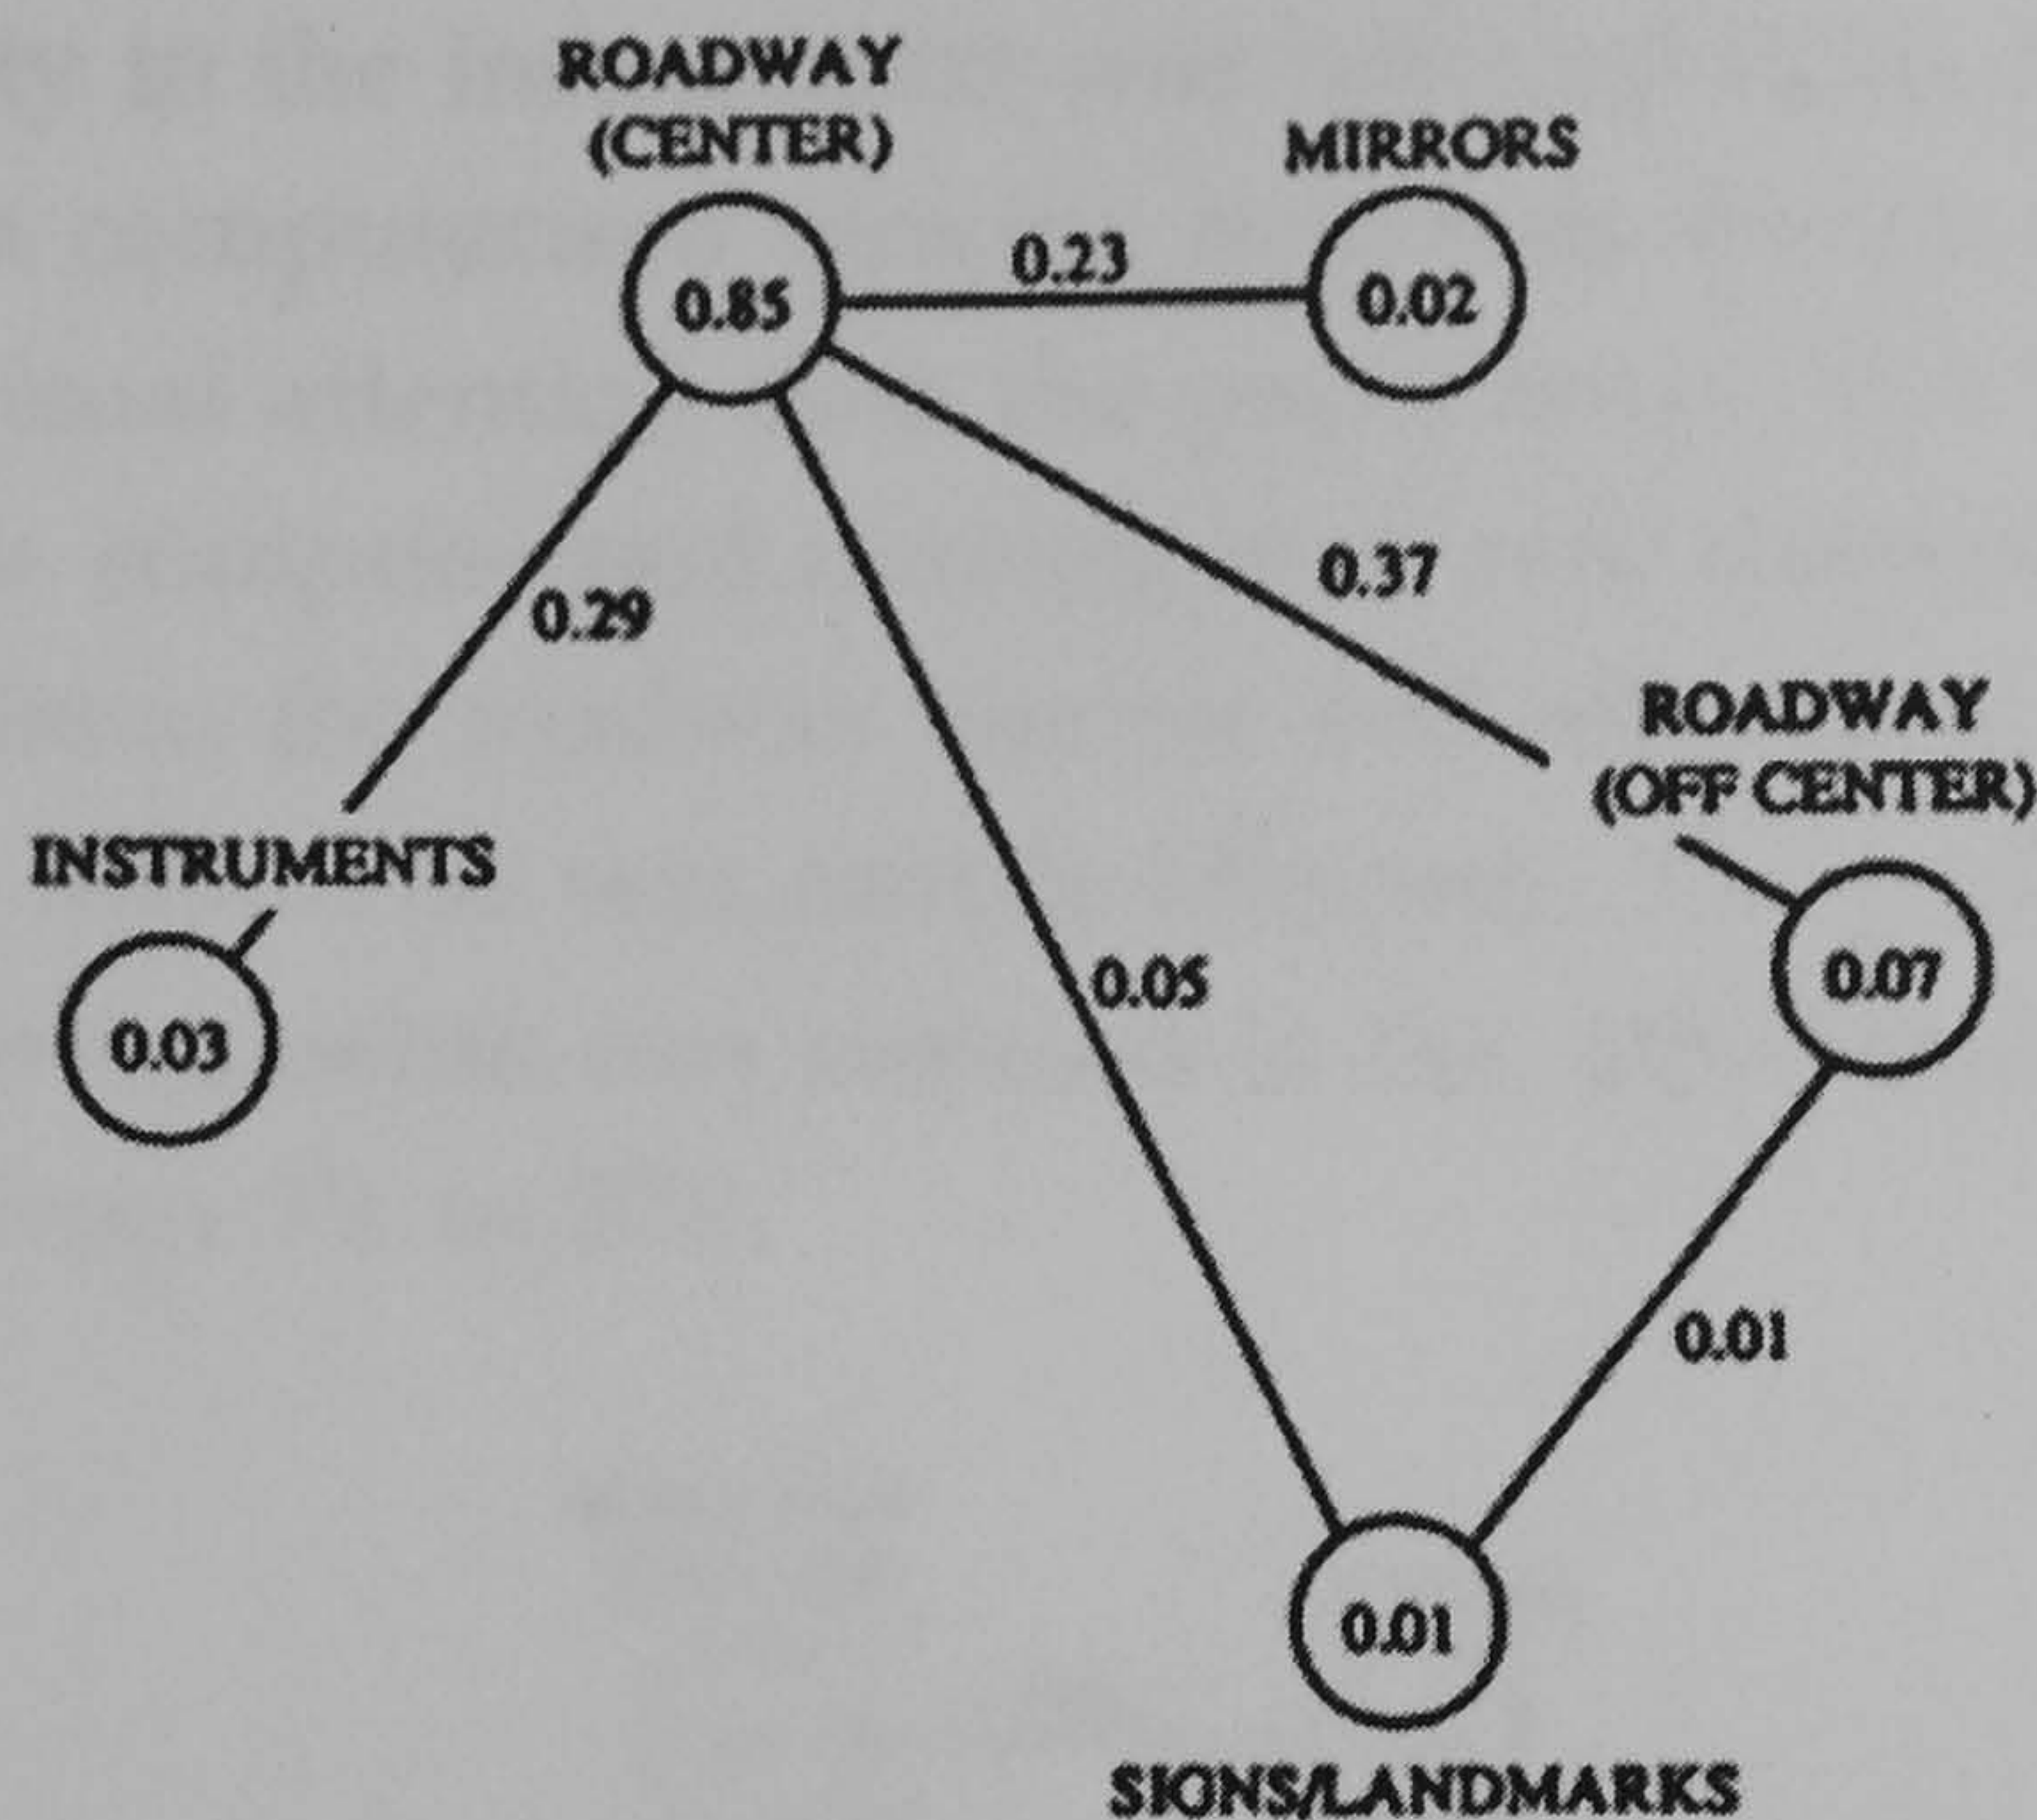 ROADWAY
(CENTER)
MIRRORS
0.23
0.85
0.02
0.37
0.29
ROADWAY
(OFF CENTER)
INSTRUMENTS
0.07
0.05
0.03
0.01
0.01
SIGNS/LANDMARKS